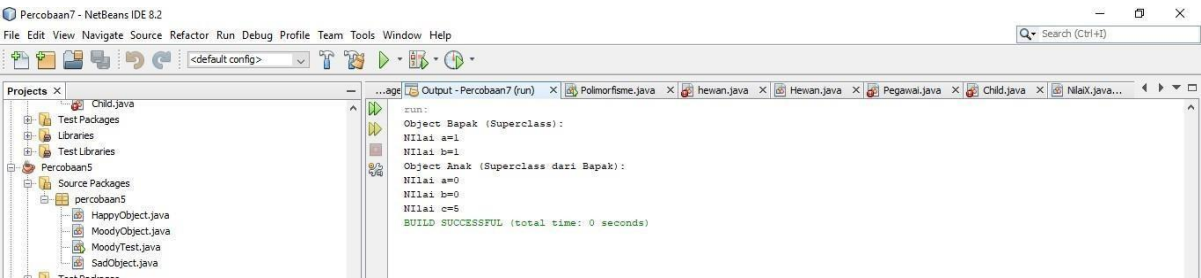 Percobaan7 - NetBeans IDE 8.2
File Edit View Navigate Source Refactor Run Debug Profile Team Tools Window Help
Search (Ctrl+I)
<default config>
Projects
...age Output - Percobaan7 (run) Polimorfisme.java hewan.java Hewan.java Pegawai.java Child.java NilaiX.java...
Child.java
Test Packages
Libraries
Test Libraries
Percobaan5
Source Packages
percobaan5
HappyObject.java
MoodyObject.java
MoodyTest.java
SadObject.java
Test Packages
run:
Object Bapak (Superclass):
NIlai a=1
NIlai b=1
Object Anak (Superclass dari Bapak):
NIlai a=0
NIlai b=0
NIlai c=5
BUILD SUCCESSFUL (total time: 0 seconds)